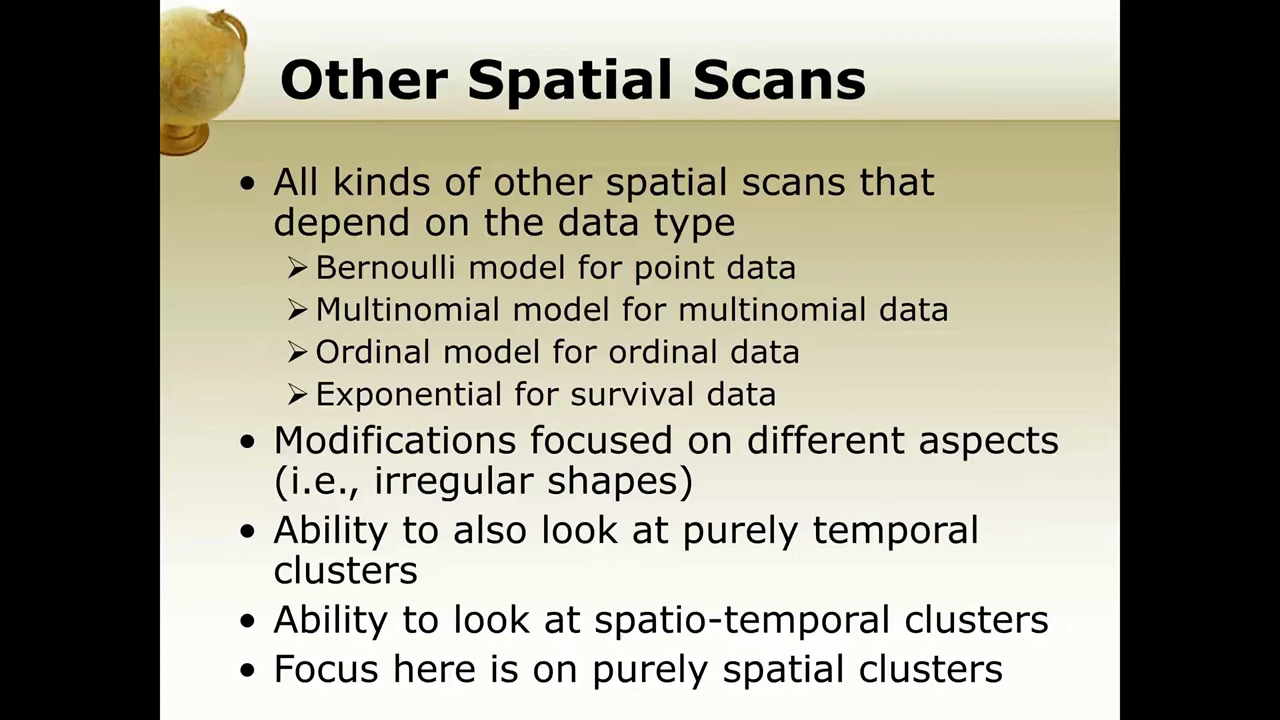 Other Spatial Scans
• All kinds of other spatial scans that
depend on the data type
➢ Bernoulli model for point data
➢ Multinomial model for multinomial data
➢ Ordinal model for ordinal data
➢ Exponential for survival data
• Modifications focused on different aspects
(i.e., irregular shapes)
• Ability to also look at purely temporal
clusters
• Ability to look at spatio-temporal clusters
• Focus here is on purely spatial clusters